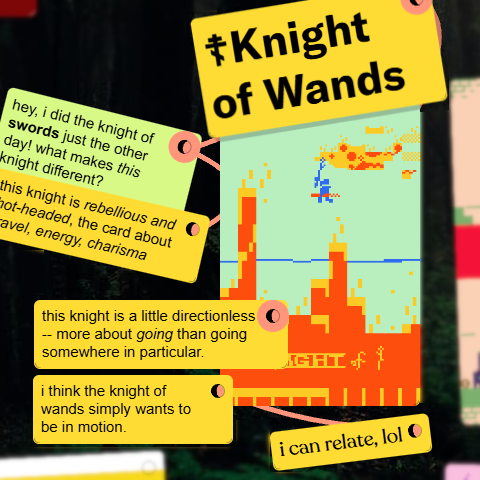 ☦Knight
of Wands
hey, i did the knight of
swords just the other
day! what makes this
knight different?
this knight is rebellious and
hot-headed, the card about
travel, energy, charisma
this knight is a little directionless
-- more about going than going
somewhere in particular.
KNIGHT of
i think the knight of
wands simply wants to
be in motion.
i can relate, lol